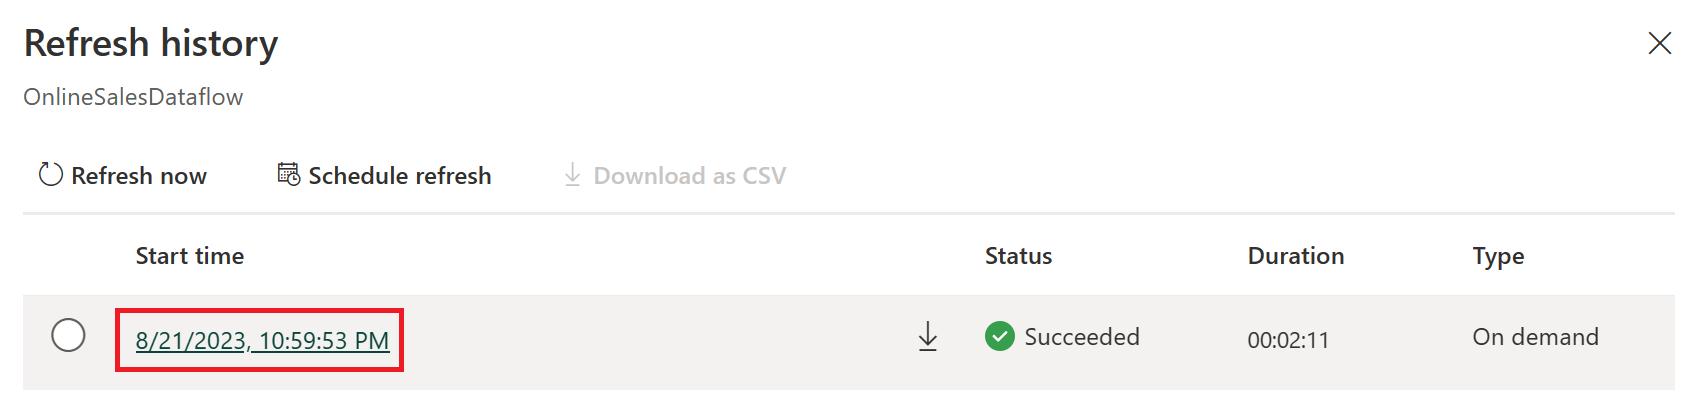 Refresh history
OnlineSalesDataflow
Refresh now Schedule refresh Download as CSV
Start time Status Duration Type
8/21/2023, 10:59:53 PM Succeeded 00:02:11 On demand